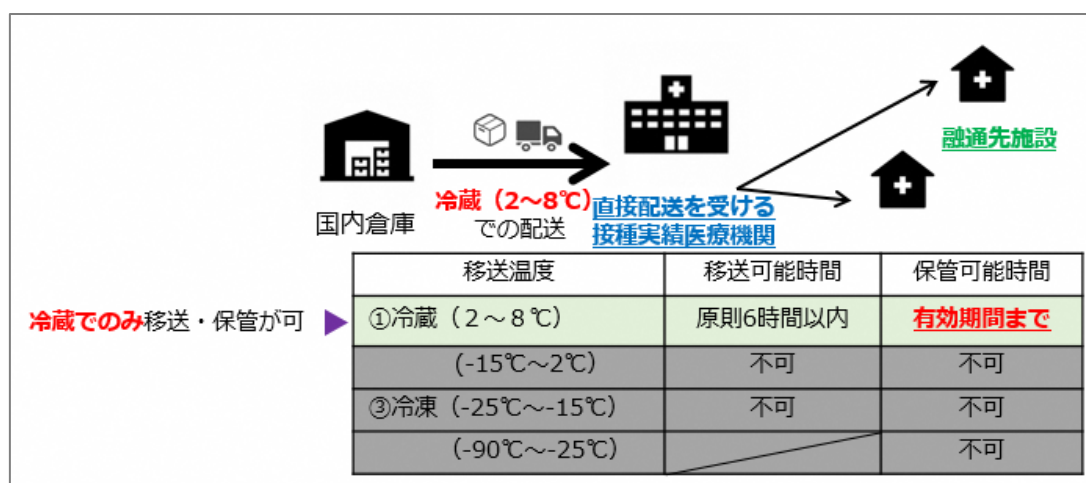 融通先施設
国内倉庫
冷蔵（2～8℃）
での配送
直接配送を受ける
接種実績医療機関
移送温度 移送可能時間 保管可能時間
冷蔵でのみ移送・保管が可
①冷蔵（２～８℃） 原則6時間以内 有効期間まで
(-15℃～2℃） 不可 不可
③冷凍（-25℃～-15℃） 不可 不可
（-90℃～-25℃） 不可